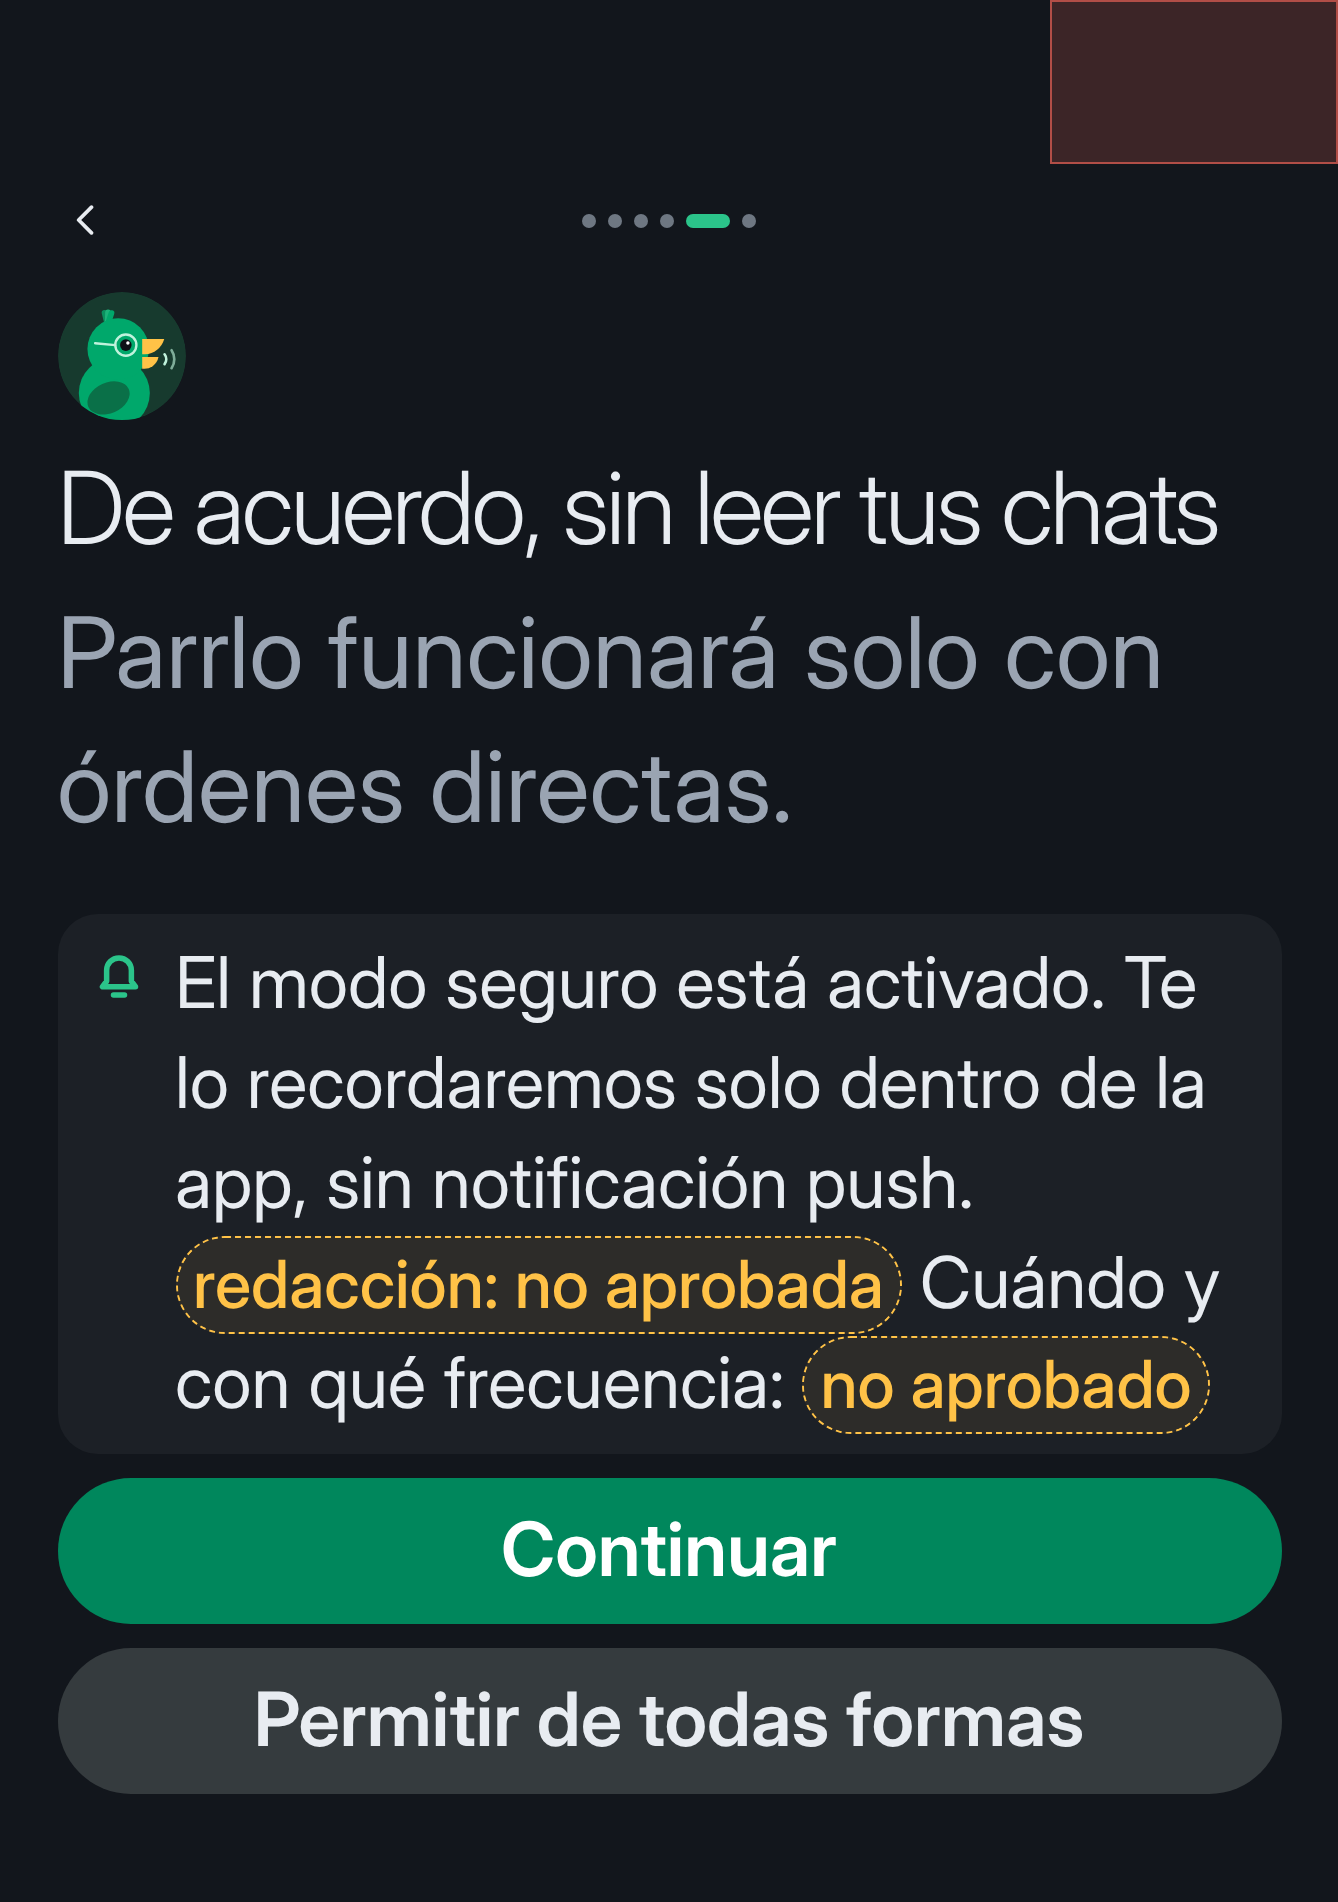 De acuerdo, sin leer tus chats
Parrlo funcionará solo con
órdenes directas.
El modo seguro está activado. Te
lo recordaremos solo dentro de la
app, sin notificación push.
redacción: no aprobada Cuándo y
con qué frecuencia: no aprobado
Continuar
Permitir de todas formas